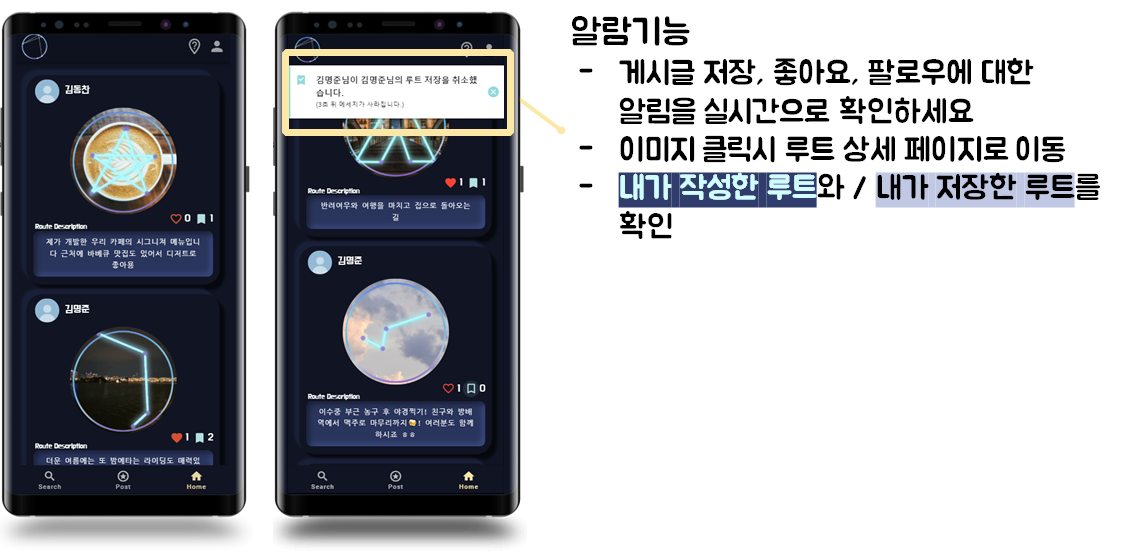 김동찬
0 1
Route Description
제가 개발한 우리 카페의 시그니처 메뉴입니
다 근처에 바베큐 맛집도 있어서 디저트로
좋아용
김명준
1 2
Route Description
더운 여름에는 또 밤에타는 라이딩도 매력있
Search Post Home
김명준님이 김명준님의 루트 저장을 취소했
습니다.
(3초 뒤 메세지가 사라집니다.)
1 1
Route Description
반려여우와 여행을 마치고 집으로 돌아오는
길
김명준
1 0
Route Description
이수중 부근 농구 후 야경찍기! 친구와 방배
역에서 맥주로 마무리까지🍻! 여러분도 함께
하시죠 ㅎㅎ
Search Post Home
알람기능
- 게시글 저장, 좋아요, 팔로우에 대한
알림을 실시간으로 확인하세요
- 이미지 클릭시 루트 상세 페이지로 이동
- 내가 작성한 루트와 / 내가 저장한 루트를
확인